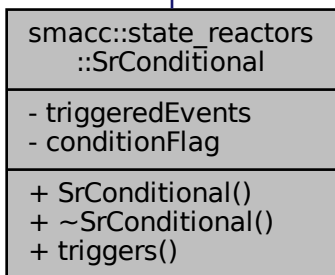 smacc::state_reactors
::SrConditional
- triggeredEvents
- conditionFlag
+ SrConditional()
+ ~SrConditional()
+ triggers()